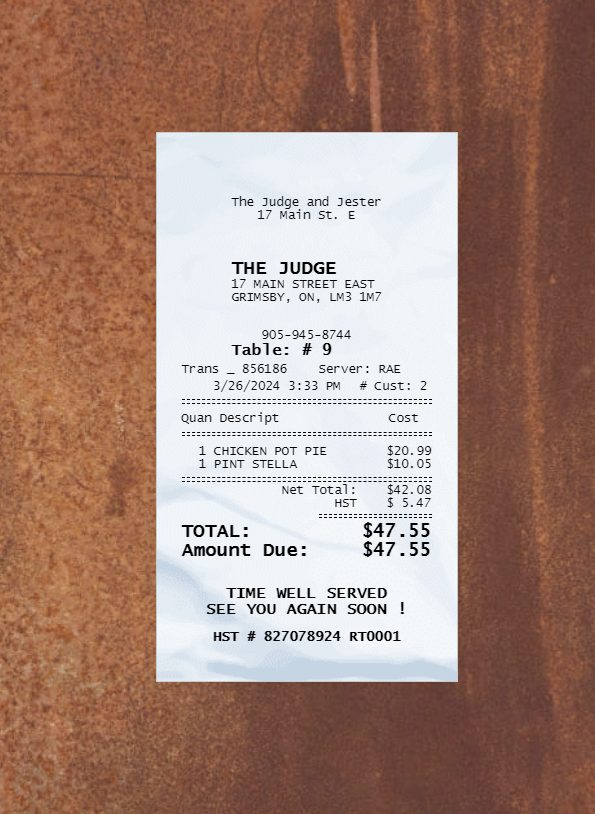 The Judge and Jester
17 Main St. E
THE JUDGE
17 MAIN STREET EAST
GRIMSBY, ON, LM3 1M7
905-945-8744
Table: # 9
Trans _ 856186 Server: RAE
3/26/2024 3:33 PM # Cust: 2
Quan Descript Cost
1 CHICKEN POT PIE $20.99
1 PINT STELLA $10.05
Net Total: $42.08
HST $ 5.47
TOTAL: $47.55
Amount Due: $47.55
TIME WELL SERVED
SEE YOU AGAIN SOON !
HST # 827078924 RT0001